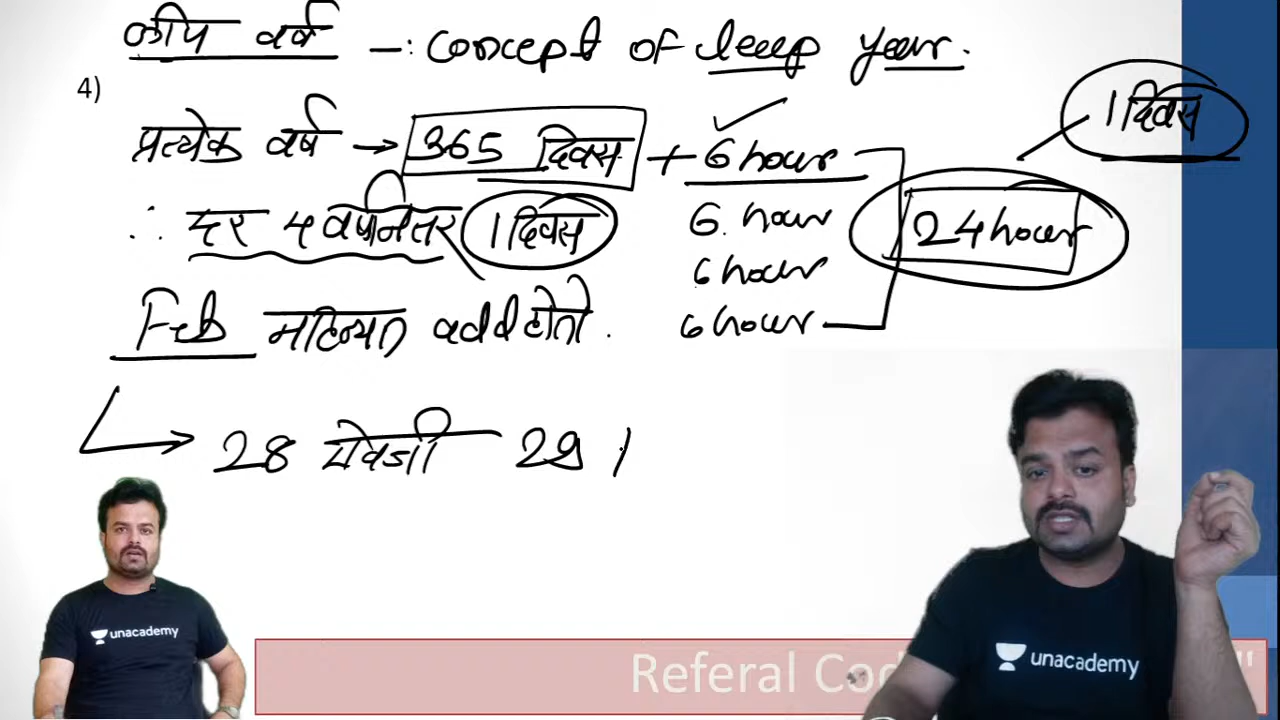 लीप वर्ष -: concept of leep year.
4)
प्रत्येक वर्ष → 365 दिवस + 6 hour
1 दिवस
∴ दर 4 वर्षानंतर 1 दिवस
6 hour
24 hour
6 hour
Feb महिन्यात add होतो.
6 hour
28 ऐवजी 29
unacademy
unacademy
Referal Cod
"